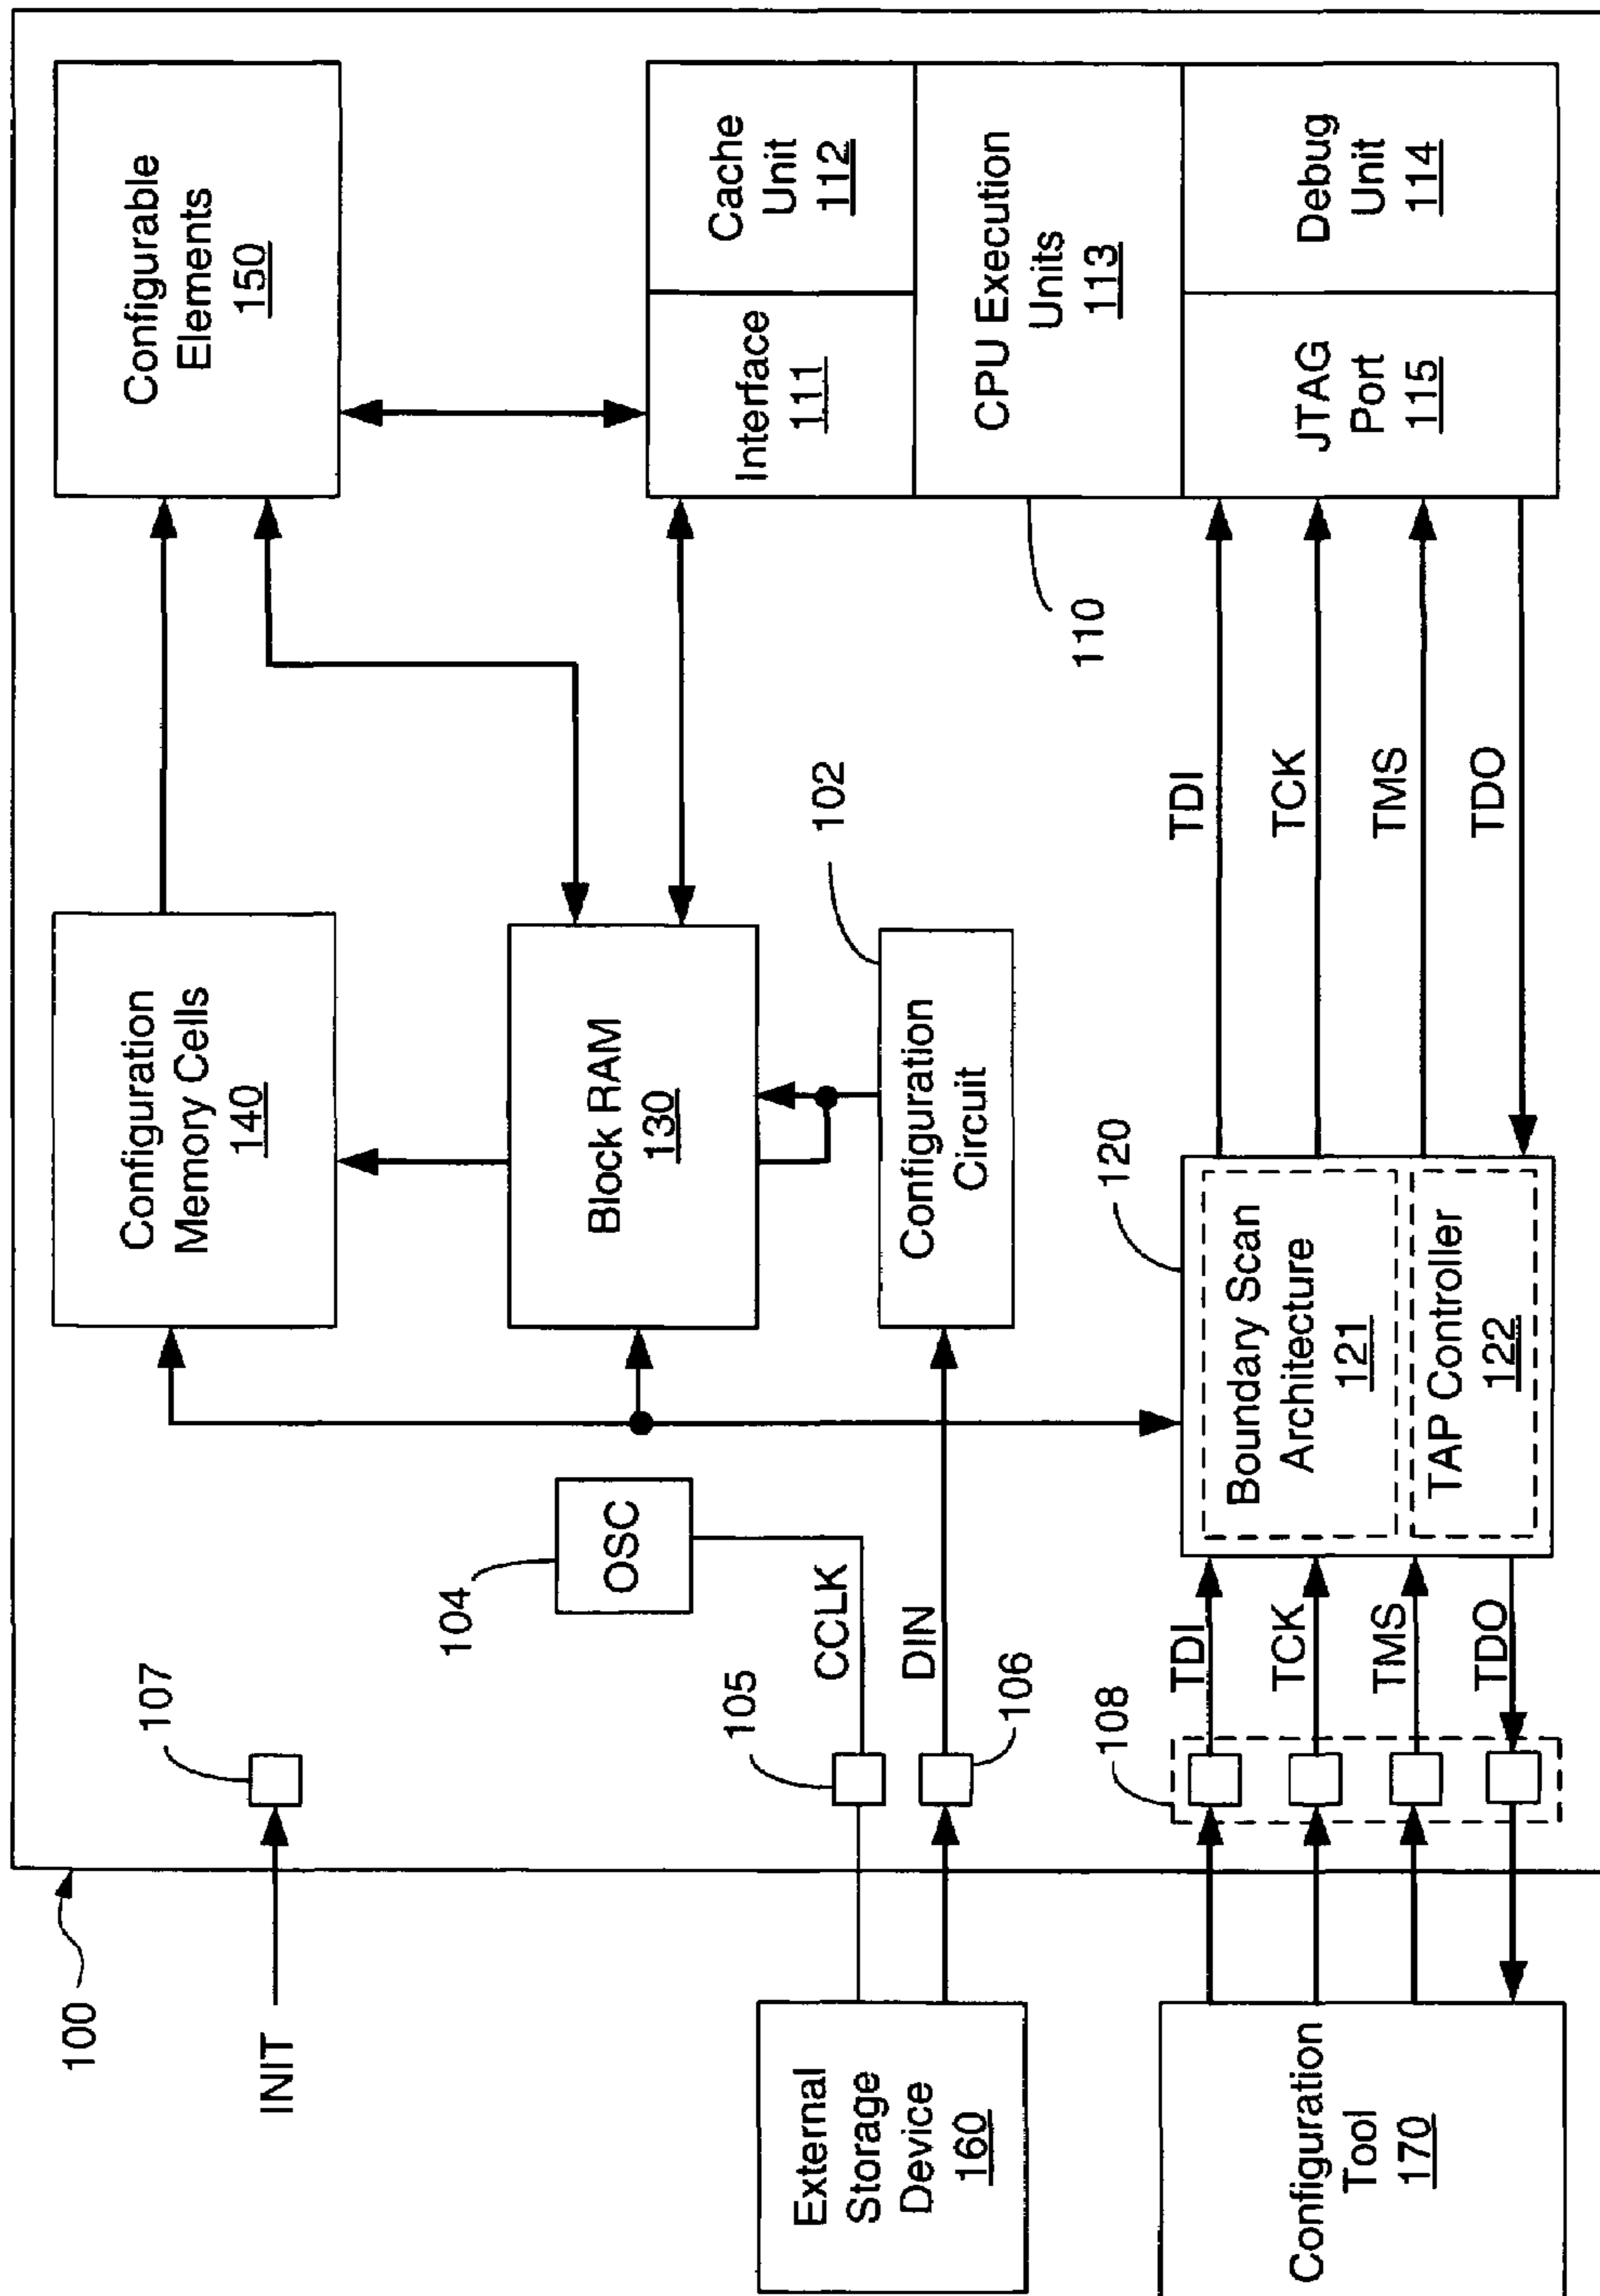 100
INIT
107
External
Storage
Device
160
Configuration
Tool
170
104
OSC
105
CCLK
DIN
106
108
TDI
TCK
TMS
TDO
Configuration
Memory Cells
140
Block RAM
130
Configuration
Circuit
102
120
Boundary Scan
Architecture
121
TAP Controller
122
TDI
TCK
TMS
TDO
Configurable
Elements
150
Interface
111
Cache
Unit
112
CPU Execution
Units
113
110
JTAG
Port
115
Debug
Unit
114